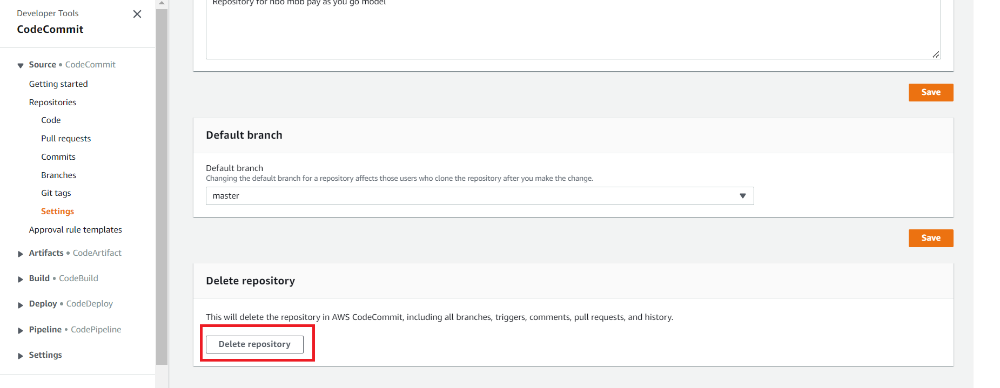 Developer Tools
CodeCommit
Source • CodeCommit
Getting started
Repositories
Code
Pull requests
Commits
Branches
Git tags
Settings
Approval rule templates
Artifacts • CodeArtifact
Build • CodeBuild
Deploy • CodeDeploy
Pipeline • CodePipeline
Settings
Repository for nbo mbb pay as you go model
Save
Default branch
Default branch
Changing the default branch for a repository affects those users who clone the repository after you make the change.
master
Save
Delete repository
This will delete the repository in AWS CodeCommit, including all branches, triggers, comments, pull requests, and history.
Delete repository